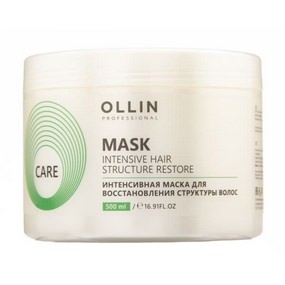 OLLIN
PROFESSIONAL
CARE
MASK
INTENSIVE HAIR
STRUCTURE RESTORE
ИНТЕНСИВНАЯ МАСКА ДЛЯ
ВОССТАНОВЛЕНИЯ СТРУКТУРЫ ВОЛОС
500 ml / ℮ 16.91FL.OZ